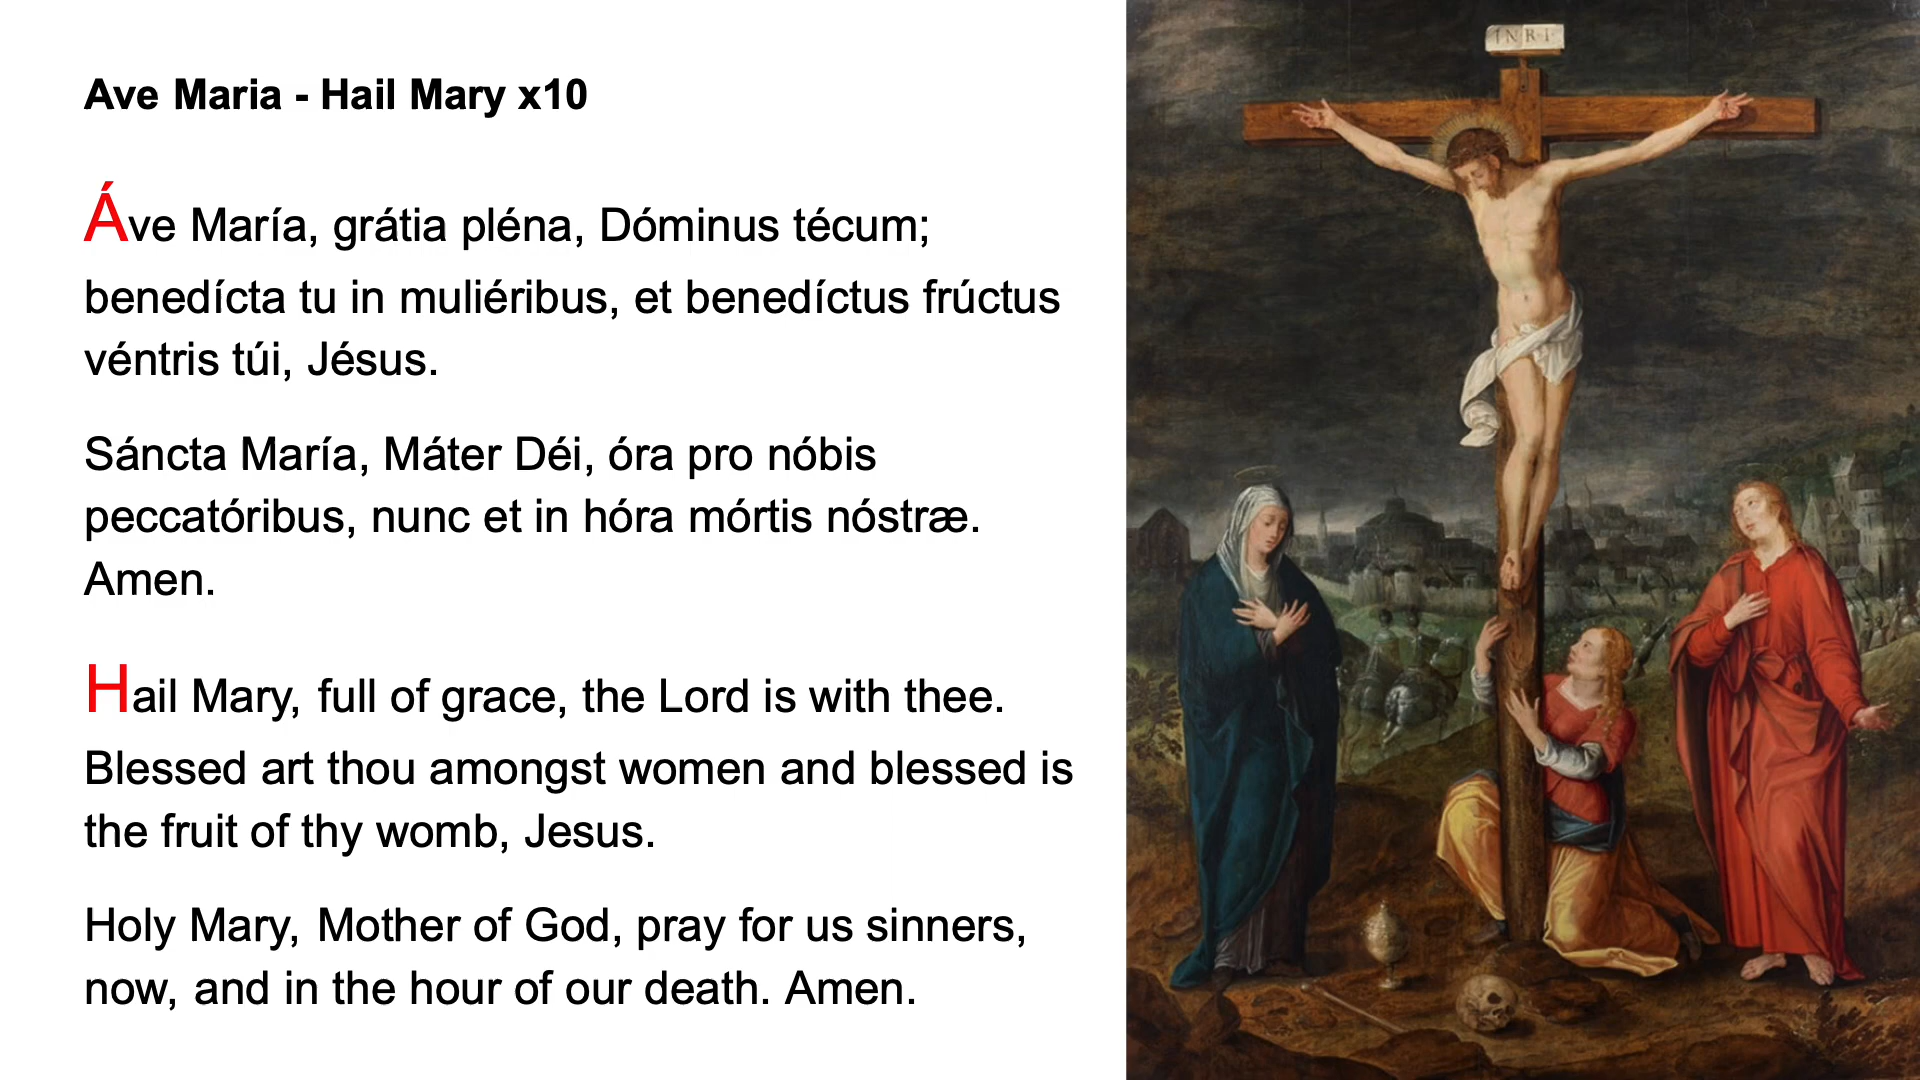 Ave Maria - Hail Mary x10
Áve María, grátia pléna, Dóminus técum;
benedícta tu in muliéribus, et benedíctus frúctus
véntris túi, Jésus.
Sáncta María, Máter Déi, óra pro nóbis
peccatóribus, nunc et in hóra mórtis nóstræ.
Amen.
Hail Mary, full of grace, the Lord is with thee.
Blessed art thou amongst women and blessed is
the fruit of thy womb, Jesus.
Holy Mary, Mother of God, pray for us sinners,
now, and in the hour of our death. Amen.
INRI